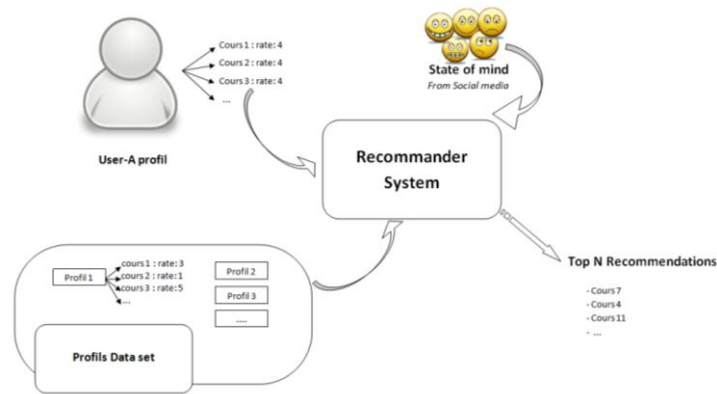 Cours 1 : rate: 4
Cours 2 : rate: 4
Cours 3 : rate: 4
...
User-A profil
State of mind
From Social media
Recommander
System
Profil 1
cours 1 : rate: 3
cours 2 : rate: 1
cours 3 : rate: 5
...
Profil 2
Profil 3
....
Profils Data set
Top N Recommendations
- Cours 7
- Cours 4
- Cours 11
- ...